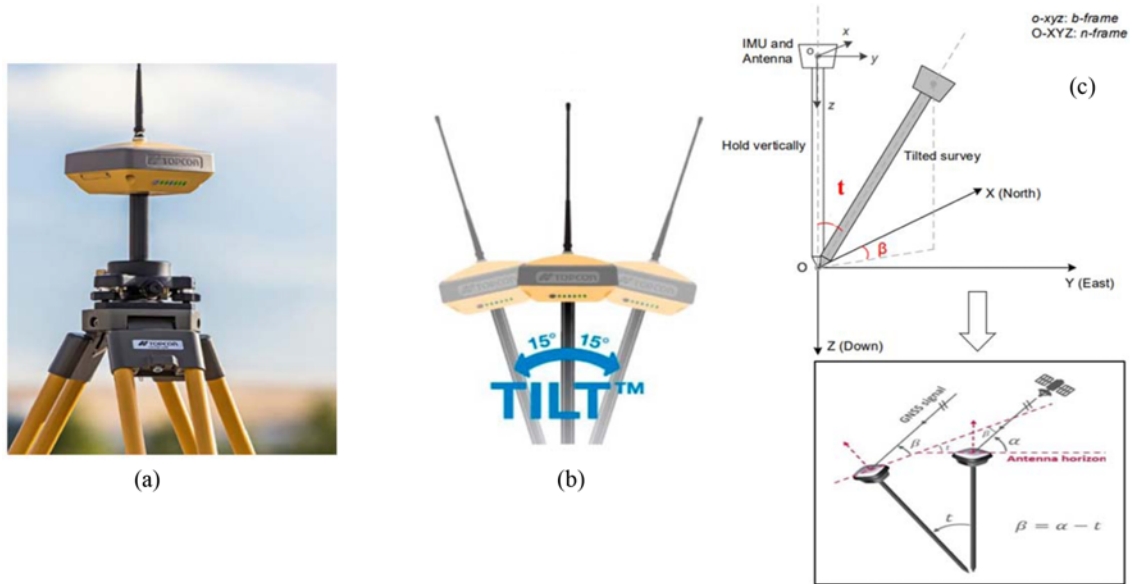 TOPCON
TOPCON
(a)
TOPCON
15° 15°
TILT™
(b)
o-xyz: b-frame
O-XYZ: n-frame
(c)
IMU and
Antenna
o
x
y
z
Hold vertically
Tilted survey
t
X (North)
β
O
Y (East)
Z (Down)
GNSS signal
β
β
α
Antenna horizon
t
β = α − t